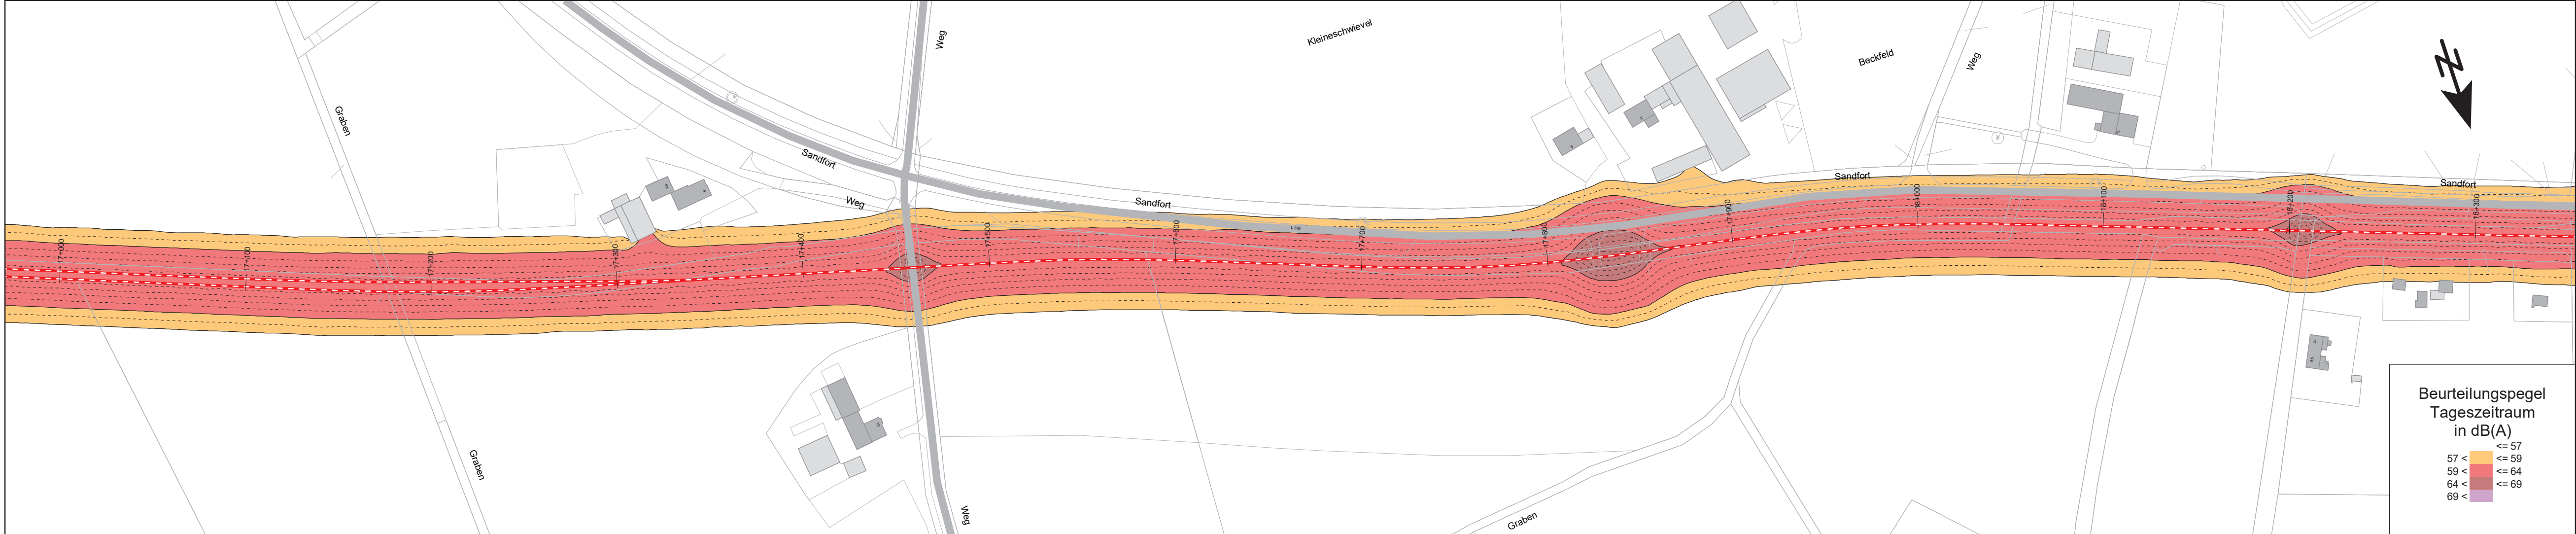 Kleineschwievel
Weg
Beckfeld
Weg
Graben
Sandfort
Weg
Sandfort
Sandfort
Sandfort
L 592
17+000
17+100
17+200
17+300
17+400
17+500
17+600
17+700
17+800
17+900
18+000
18+100
18+200
18+300
Graben
Weg
Graben
Beurteilungspegel
Tageszeitraum
in dB(A)
<= 57
57 < <= 59
59 < <= 64
64 < <= 69
69 <